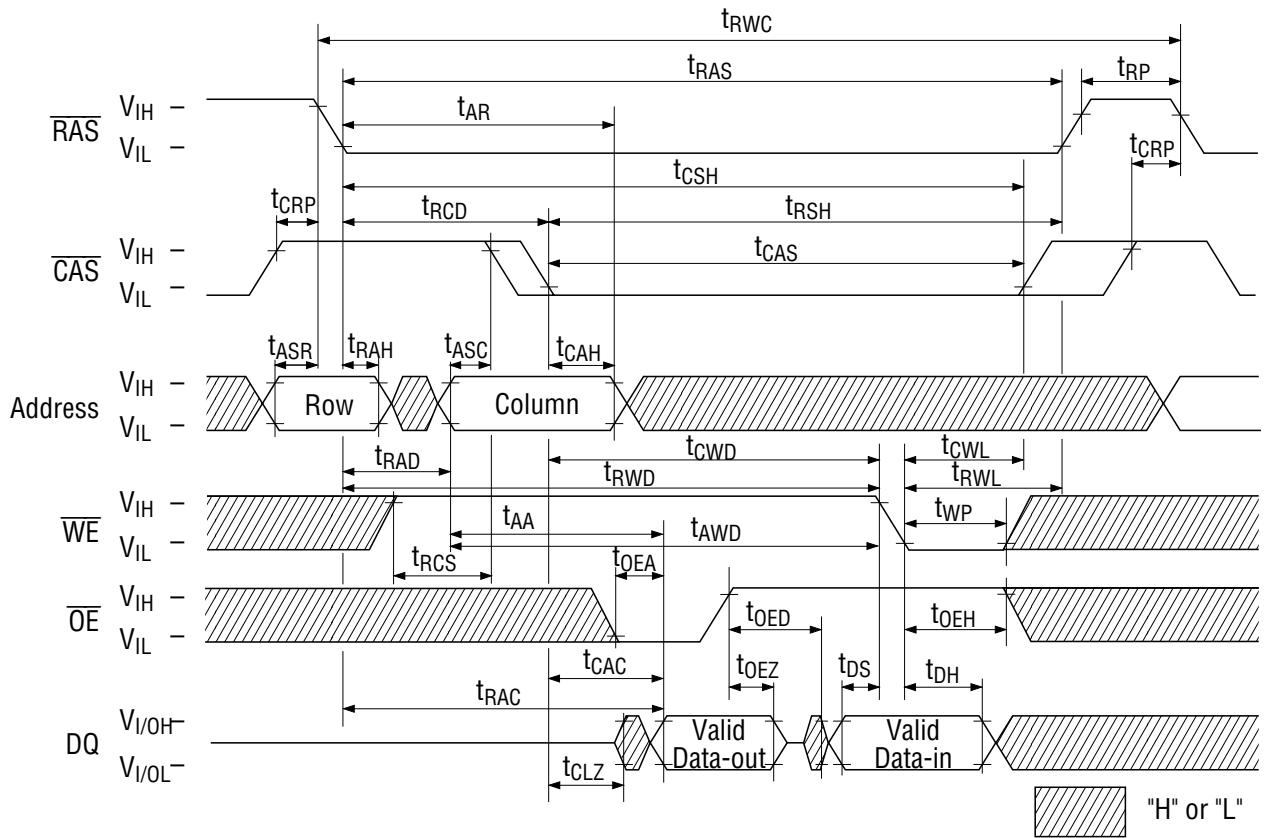 tRWC
tRAS
tRP
tAR
RAS
VIH
VIL
tCRP
tCSH
tCRP
tRCD
tRSH
CAS
VIH
VIL
tCAS
tASR
tRAH
tASC
tCAH
Address
VIH
VIL
Row
Column
tCWD
tCWL
tRAD
tRWD
tRWL
WE
VIH
VIL
tWP
tAA
tAWD
tRCS
tOEA
OE
VIH
VIL
tOED
tOEH
tCAC
tOEZ
tDS
tDH
tRAC
DQ
VI/OH
VI/OL
Valid
Data-out
Valid
Data-in
tCLZ
"H" or "L"